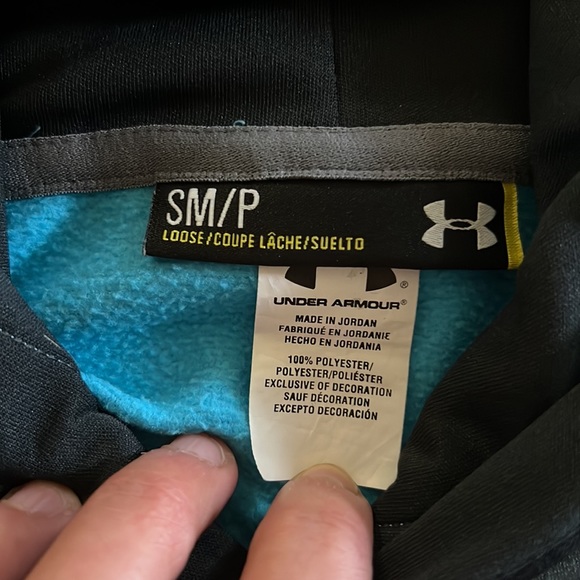 SM/P
LOOSE/COUPE LÂCHE/SUELTO
UNDER ARMOUR®
MADE IN JORDAN
FABRIQUÉ EN JORDANIE
HECHO EN JORDANIA
100% POLYESTER/
POLYESTER/POLIÉSTER
EXCLUSIVE OF DECORATION
SAUF DÉCORATION
EXCEPTO DECORACIÓN